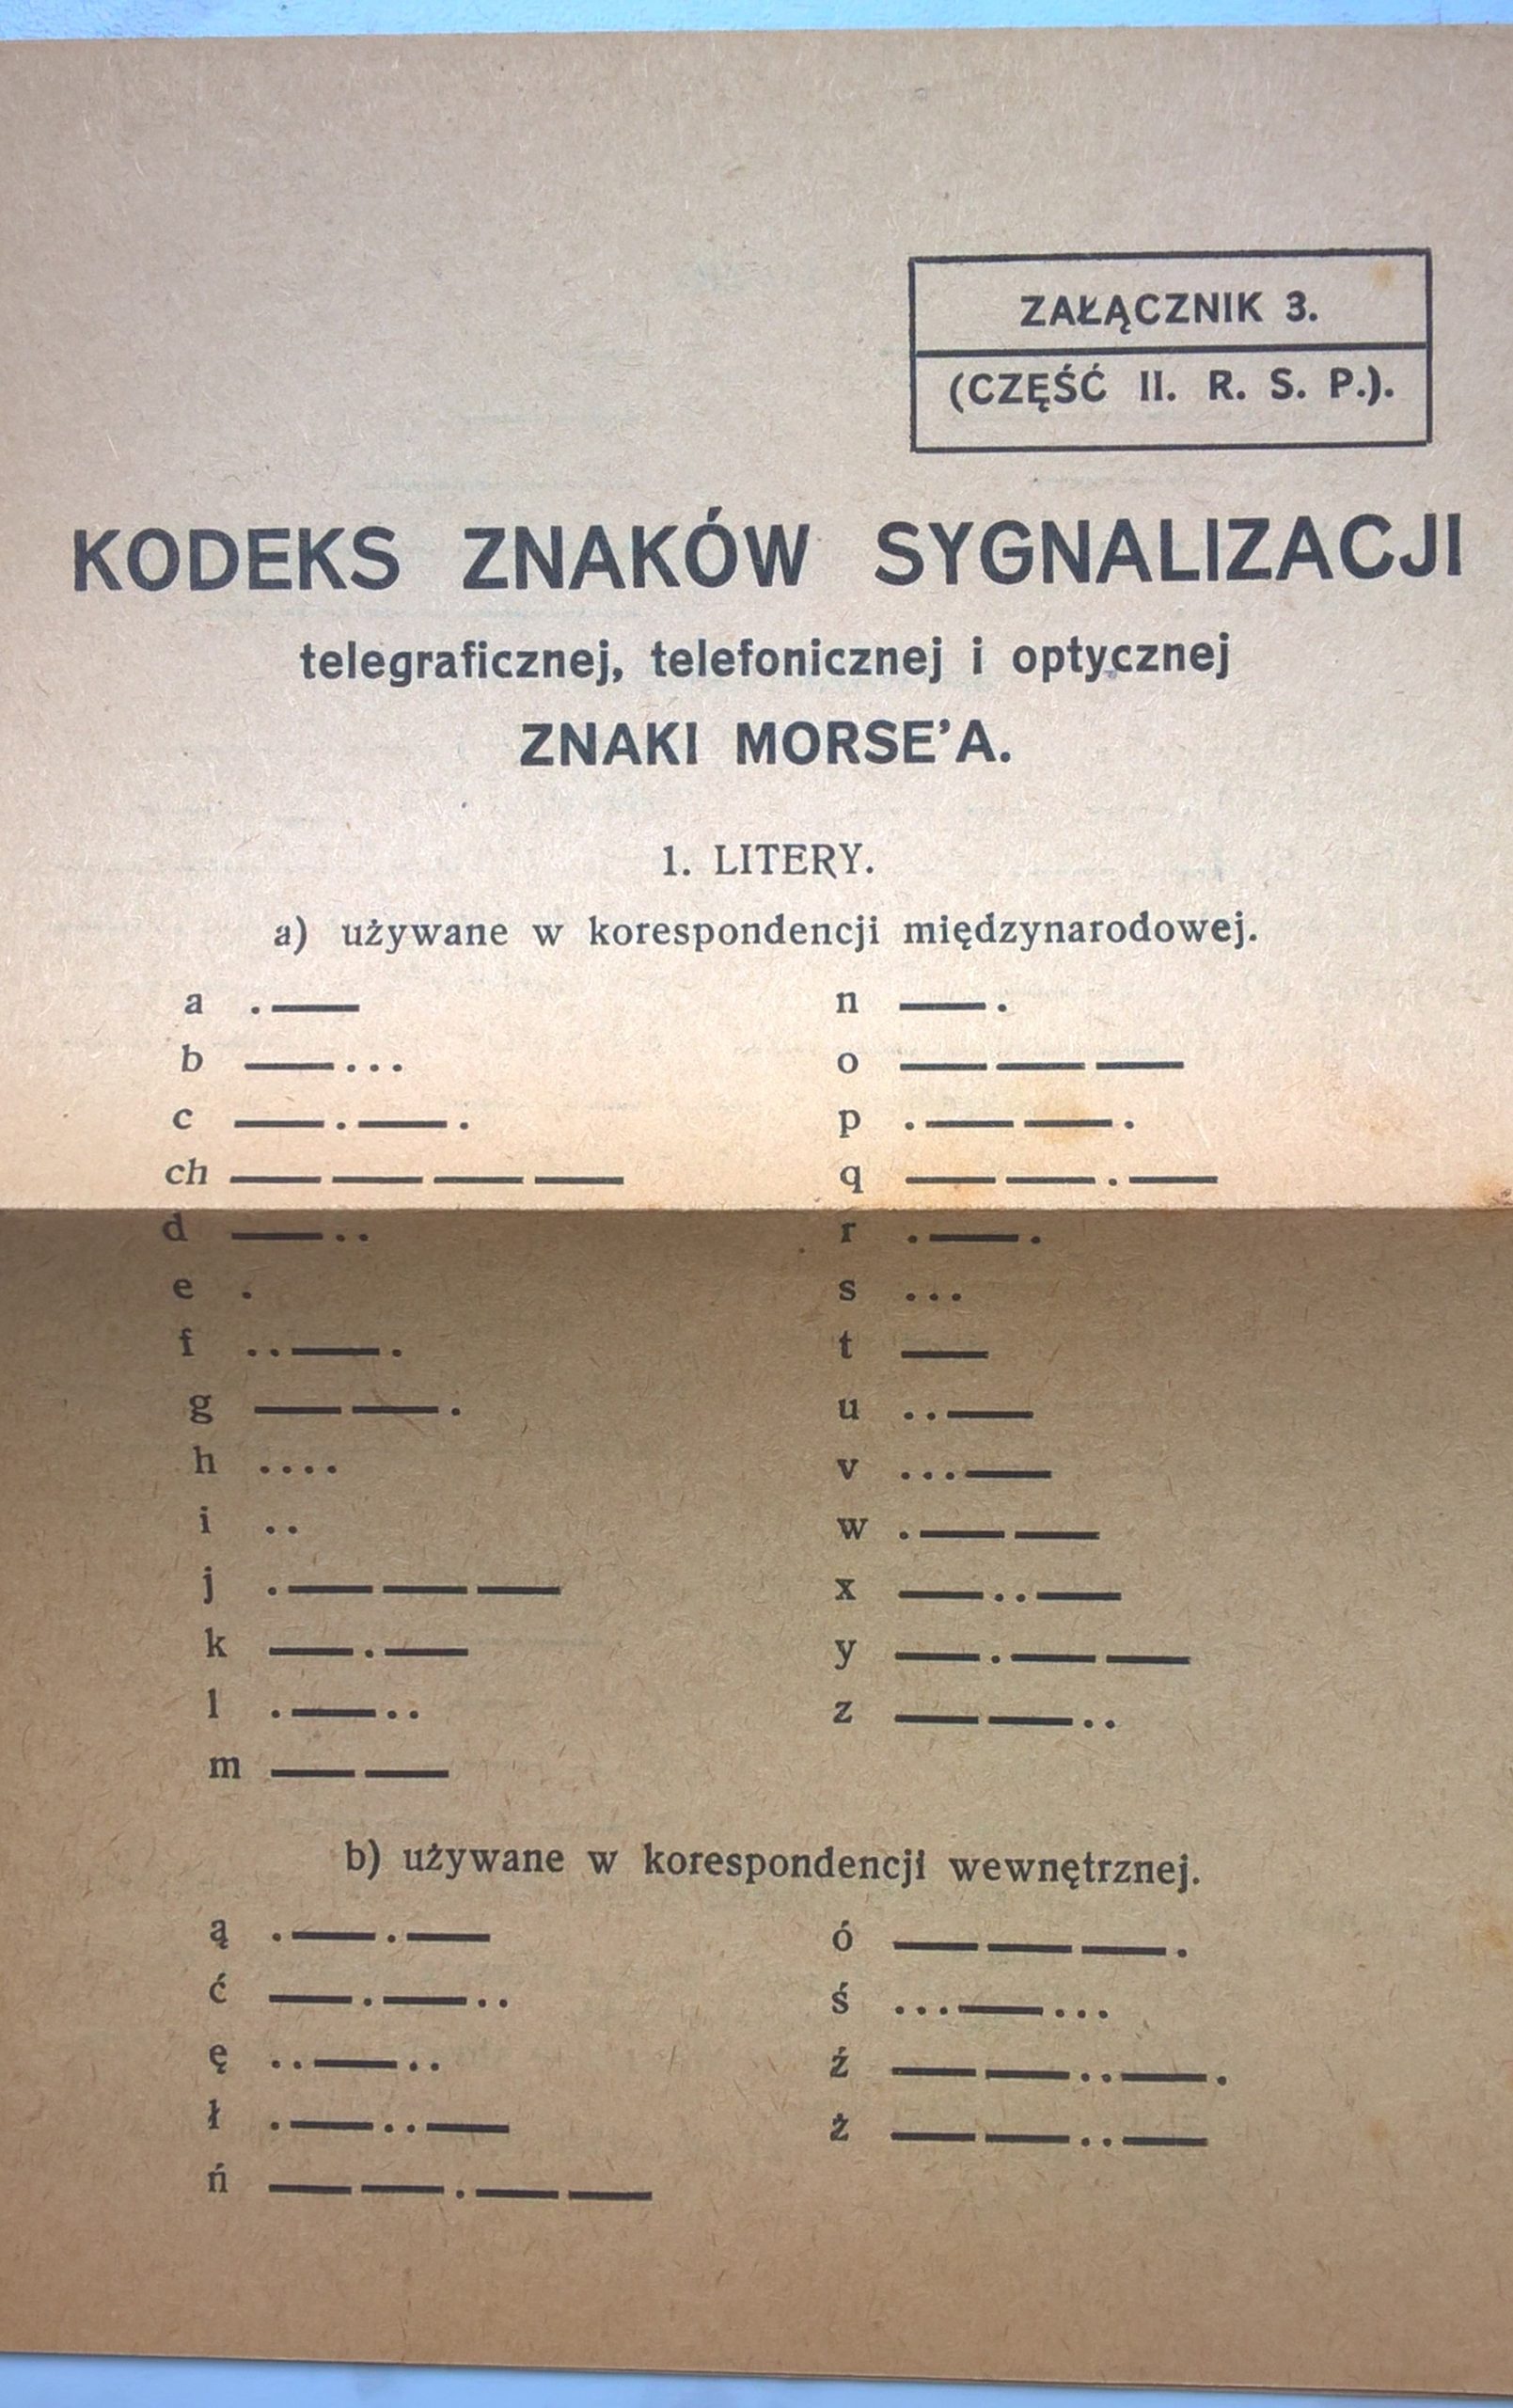 ZAŁĄCZNIK 3.
(CZĘŚĆ II. R. S. P.).
KODEKS ZNAKÓW SYGNALIZACJI
telegraficznej, telefonicznej i optycznej
ZNAKI MORSE'A.
1. LITERY.
a) używane w korespondencji międzynarodowej.
a .—
b —...
c —.—.
ch — — — —
d —..
e .
f ..—.
g — —.
h ....
i ..
j .— — —
k —.—
l .—..
m — —
n —.
o — — —
p .— —.
q — —.—
r .—.
s ...
t —
u ..—
v ...—
w .— —
x —..—
y —.— —
z — —..
b) używane w korespondencji wewnętrznej.
ą .—.—
ć —.—..
ę ..—..
ł .—..—
ń — —.— —
ó — — —.
ś ...—...
ź — —..—.
ż — —..—